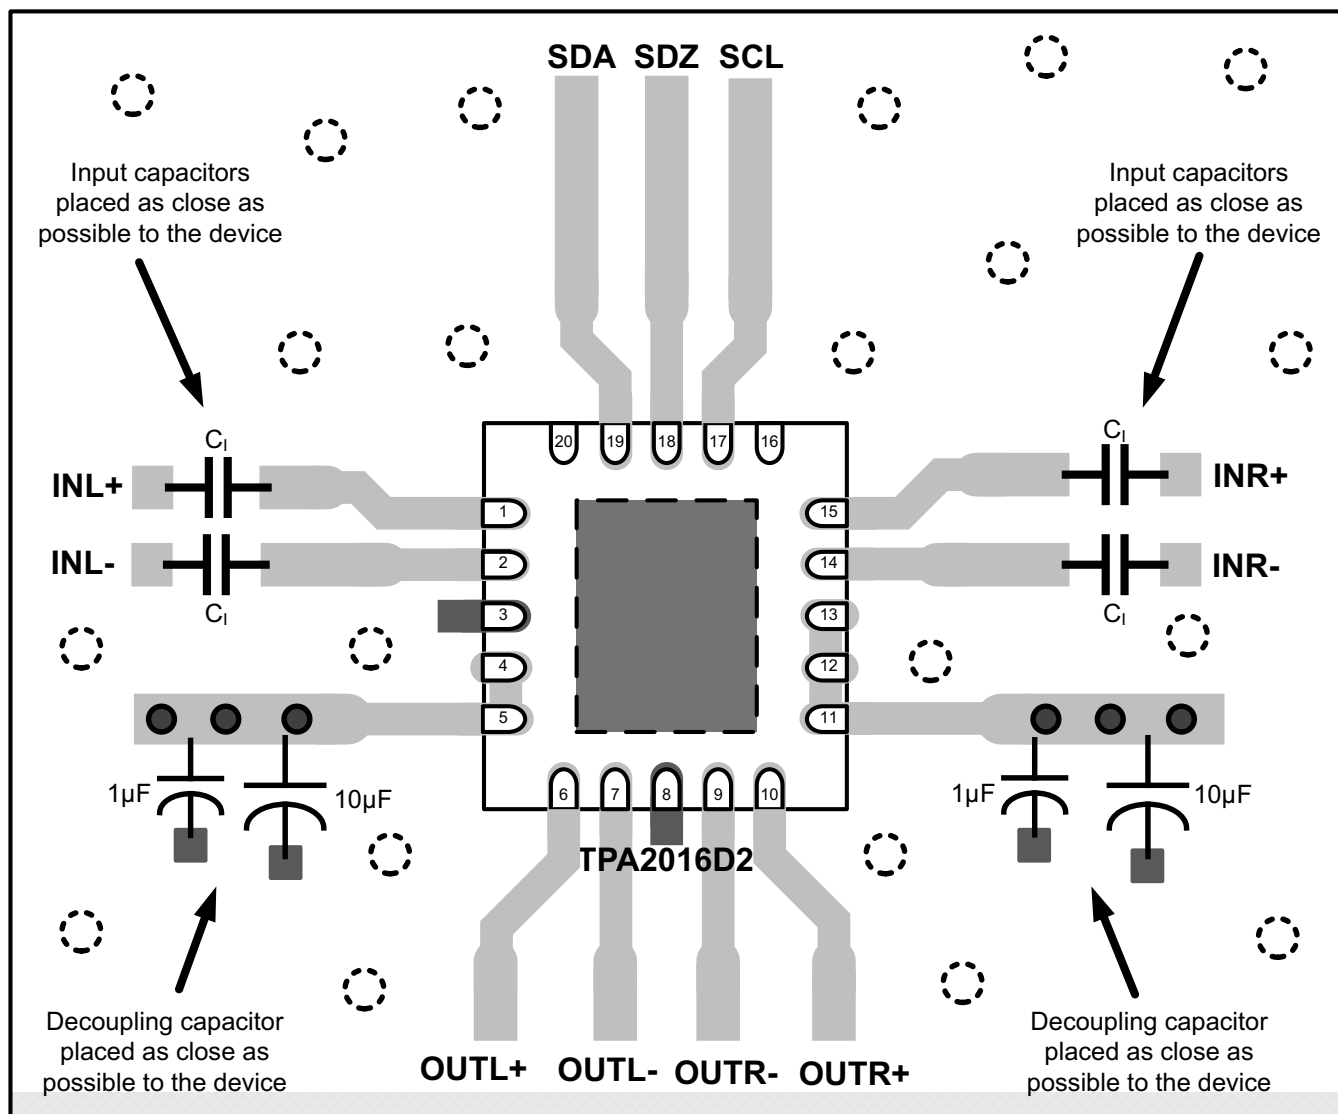 SDA SDZ SCL
Input capacitors
placed as close as
possible to the device
Input capacitors
placed as close as
possible to the device
C_I
20 19 18 17 16
C_I
INL+
1
15
INR+
INL-
2
14
INR-
C_I
3
13
C_I
4
12
5
11
1µF
10µF
6 7 8 9 10
1µF
10µF
TPA2016D2
Decoupling capacitor
placed as close as
possible to the device
OUTL+ OUTL- OUTR- OUTR+
Decoupling capacitor
placed as close as
possible to the device